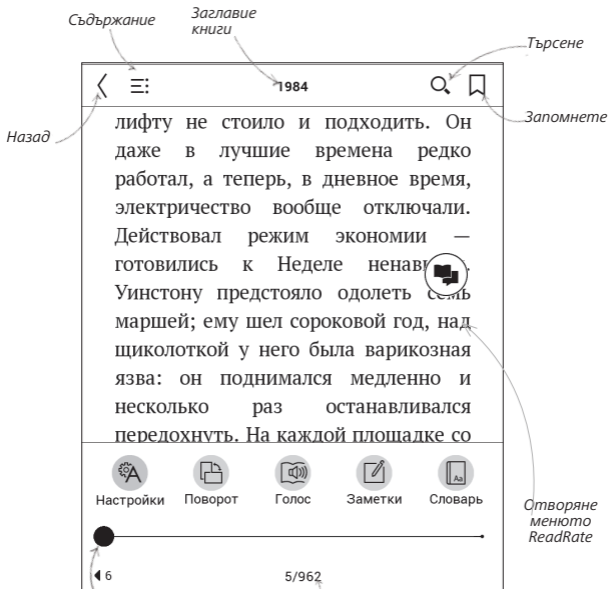 Съдържание
Заглавие
книги
Търсене
1984
Запомнете
Назад
лифту не стоило и подходить. Он
даже в лучшие времена редко
работал, а теперь, в дневное время,
электричество вообще отключали.
Действовал режим экономии —
готовились к Неделе
Уинстону предстояло одолеть семь
маршей; ему шел сороковой год, над
щиколоткой у него была варикозная
язва: он поднимался медленно и
несколько раз останавливался
передохнуть. На каждой площадке со
Настройки Поворот Голос Заметки Словарь
Отворяне
менюто
ReadRate
6
5/962